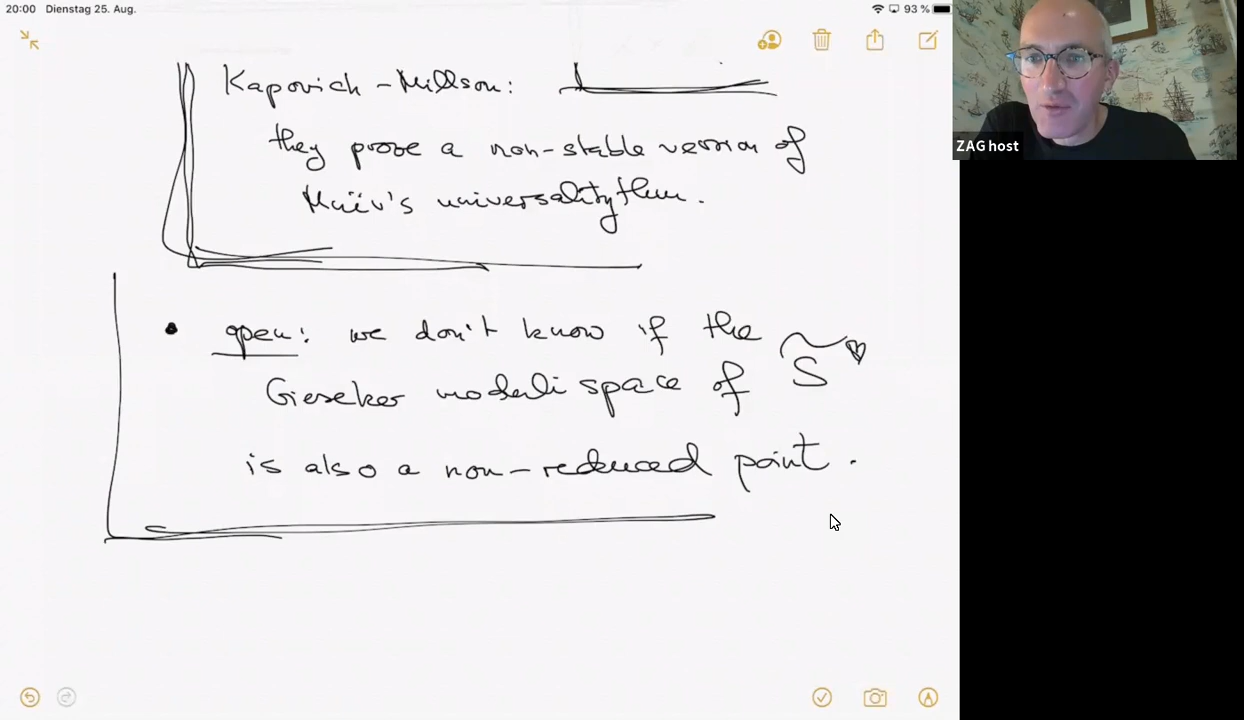 20:00 Dienstag 25. Aug.
93 %
Kapovich - Millson:
they prove a non-stable version of
Mnëv's universality thm.
ZAG host
• open: we don't know if the
Gieseker moduli space of S̃ ♡
is also a non-reduced point.